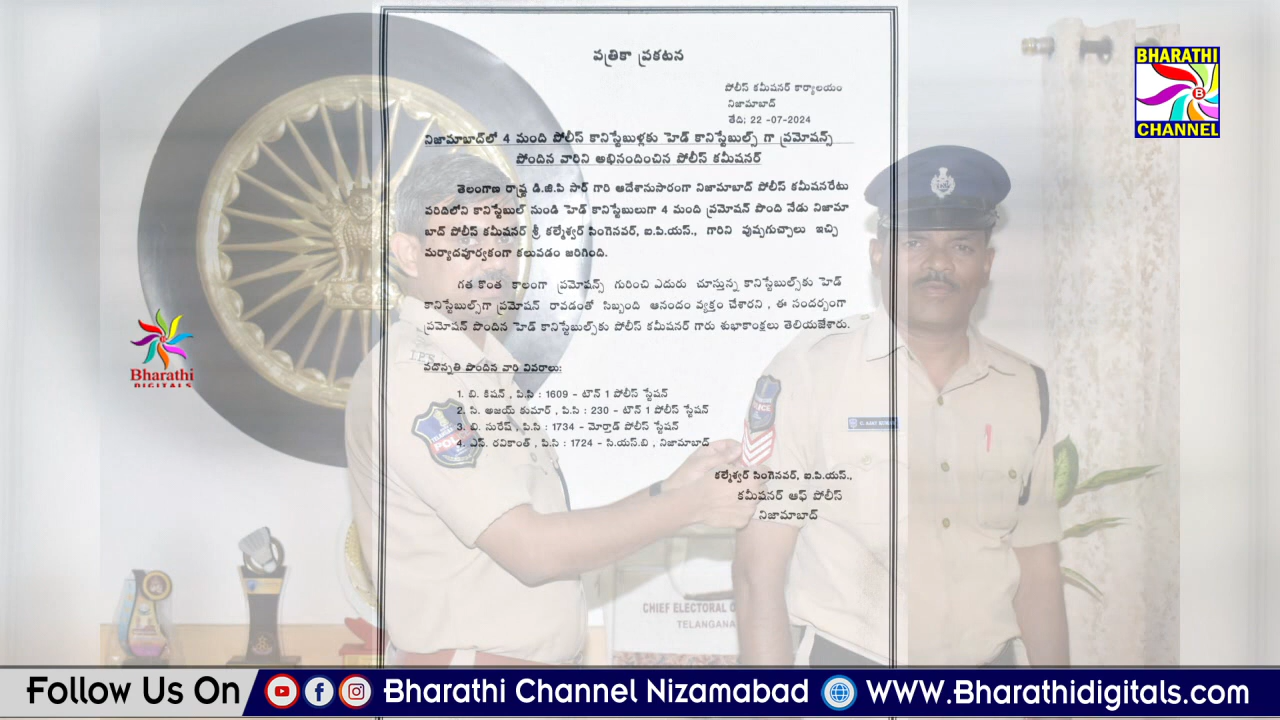 పత్రికా ప్రకటన
పోలీస్ కమీషనర్ కార్యాలయం
నిజామాబాద్
తేది; 22 -07-2024
నిజామాబాద్‌లో 4 మంది పోలీస్ కానిస్టేబుళ్లకు హెడ్ కానిస్టేబుల్స్ గా ప్రమోషన్స్
పొందిన వారిని అభినందించిన పోలీస్ కమీషనర్
తెలంగాణ రాష్ట్ర డి.జి.పి సార్ గారి ఆదేశానుసారంగా నిజామాబాద్ పోలీస్ కమీషనరేటు
పరిదిలోని కానిస్టేబుల్ నుండి హెడ్ కానిస్టేబులుగా 4 మంది ప్రమోషన్ పొంది నేడు నిజామా
బాద్ పోలీస్ కమీషనర్ శ్రీ కల్మేశ్వర్ సింగెనవర్, ఐ.పి.యస్., గారిని పుష్పగుచ్చాలు ఇచ్చి
మర్యాదపూర్వకంగా కలువడం జరిగింది.
గత కొంత కాలంగా ప్రమోషన్స్ గురించి ఎదురు చూస్తున్న కానిస్టేబుల్స్‌కు హెడ్
కానిస్టేబుల్స్‌గా ప్రమోషన్ రావడంతో సిబ్బంది ఆనందం వ్యక్తం చేశారని , ఈ సందర్బంగా
ప్రమోషన్ పొందిన హెడ్ కానిస్టేబుల్స్‌కు పోలీస్ కమీషనర్ గారు శుభాకాంక్షలు తెలియజేశారు.
I.P.S
పదోన్నతి పొందిన వారి వివరాలు:
1. బి. కిషన్ , పి.సి : 1609 - టౌన్ 1 పోలీస్ స్టేషన్
2. సి. అజయ్ కుమార్ , పి.సి : 230 - టౌన్ 1 పోలీస్ స్టేషన్
3. బి. సురేష్ , పి.సి : 1734 - మోర్తాడ్ పోలీస్ స్టేషన్
4. ఎస్. రవికాంత్ , పి.సి : 1724 - సి.యస్.బి , నిజామాబాద్
కల్మేశ్వర్ సింగెనవర్, ఐ.పి.యస్.,
కమీషనర్ ఆఫ్ పోలీస్
నిజామాబాద్
CHIEF ELECTORAL
TELANGANA
BHARATHI
B
CHANNEL
Bharathi
DIGITALS
Follow Us On Bharathi Channel Nizamabad WWW.Bharathidigitals.com